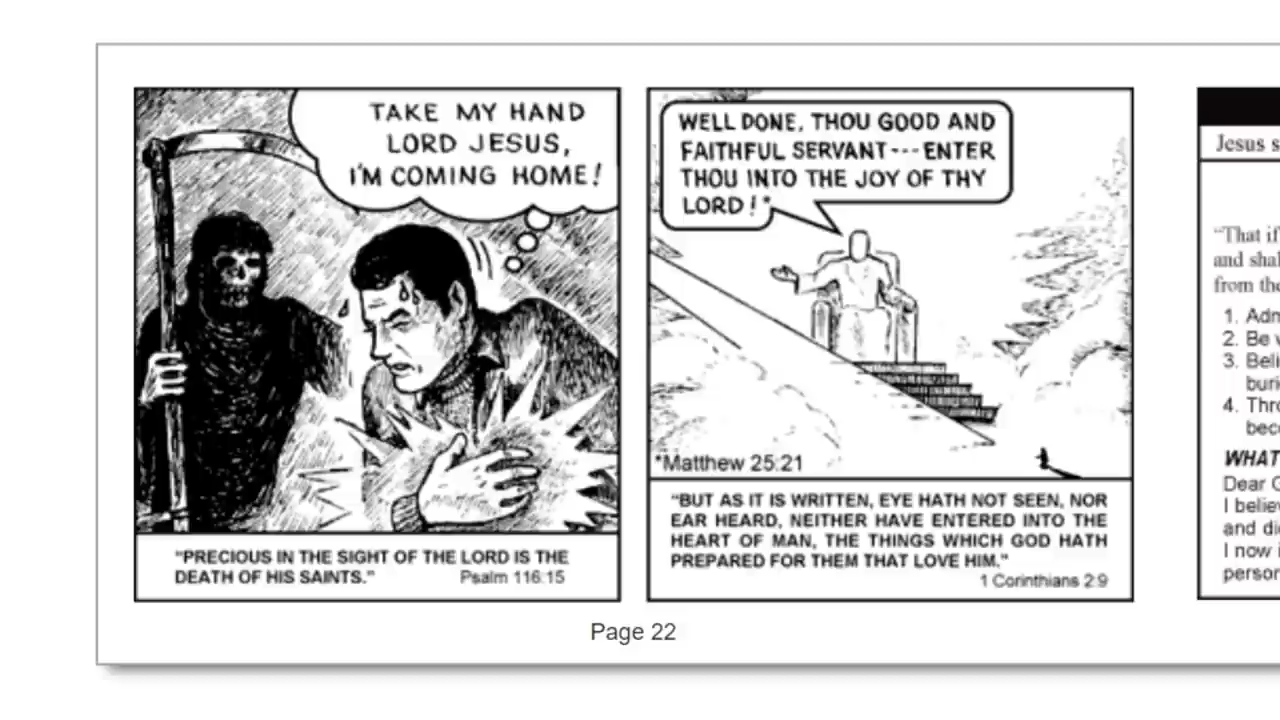 TAKE MY HAND
LORD JESUS,
I'M COMING HOME!
"PRECIOUS IN THE SIGHT OF THE LORD IS THE
DEATH OF HIS SAINTS." Psalm 116:15
WELL DONE, THOU GOOD AND
FAITHFUL SERVANT---ENTER
THOU INTO THE JOY OF THY
LORD!*
*Matthew 25:21
"BUT AS IT IS WRITTEN, EYE HATH NOT SEEN, NOR
EAR HEARD, NEITHER HAVE ENTERED INTO THE
HEART OF MAN, THE THINGS WHICH GOD HATH
PREPARED FOR THEM THAT LOVE HIM."
1 Corinthians 2:9
Page 22
Jesus
"That if
and
from
1.
2. Be
3.
4.
WHAT
Dear
I
and
I now